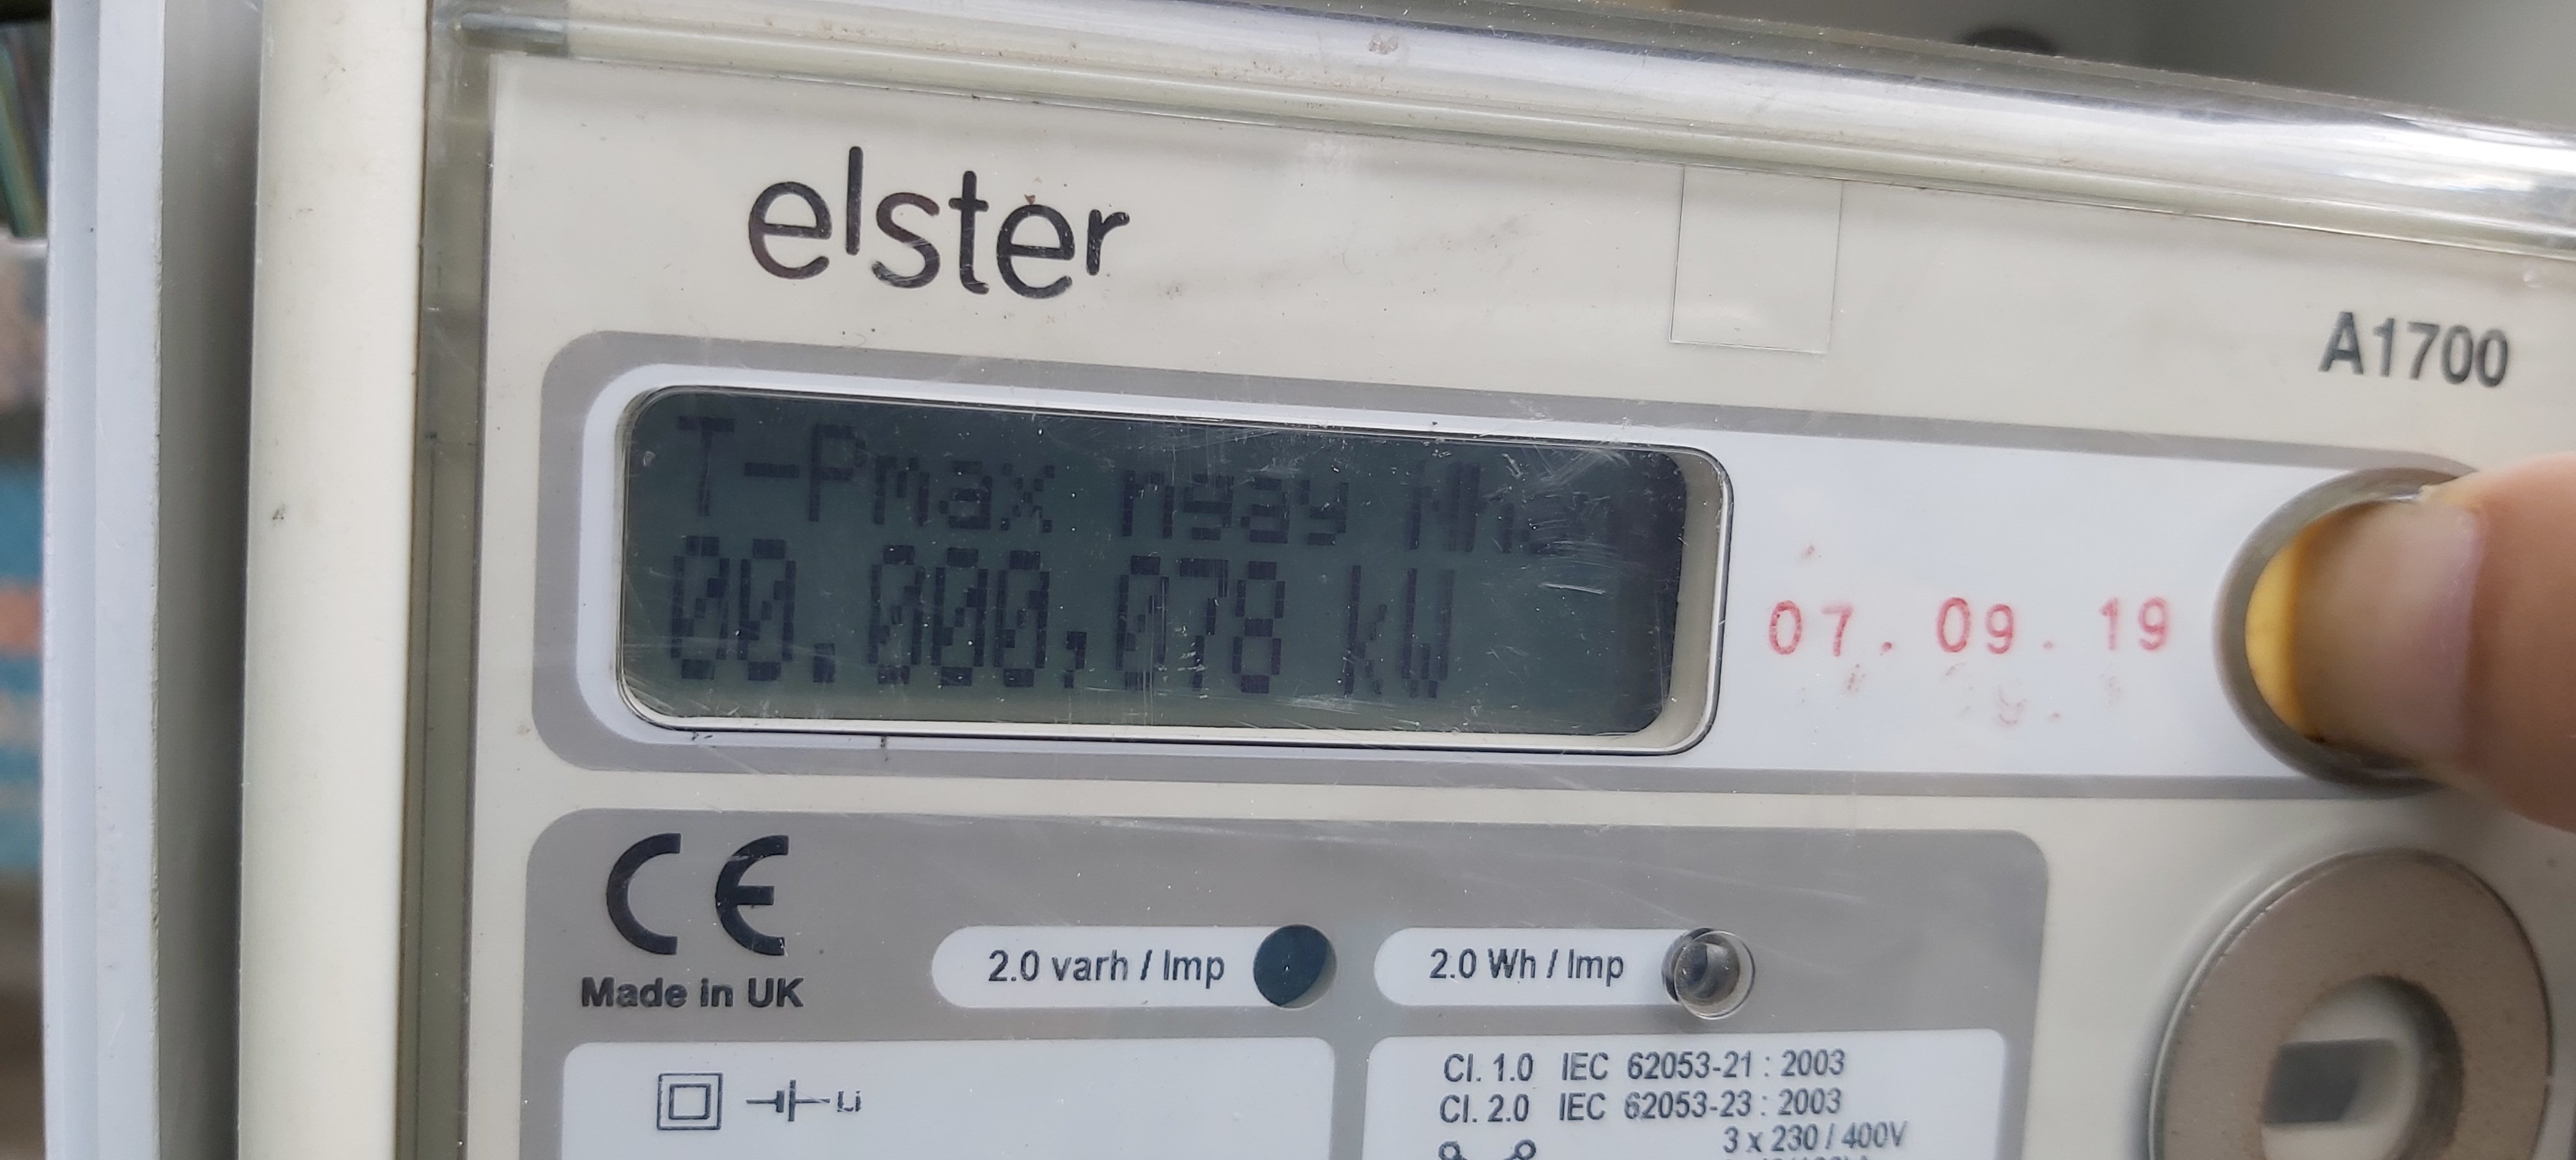 elster
A1700
T-Pmax ngay
00.000,078 kW
07. 09. 19
CE
Made in UK
2.0 varh / Imp
2.0 Wh / Imp
Li
Cl. 1.0 IEC 62053-21 : 2003
Cl. 2.0 IEC 62053-23 : 2003
3 x 230 / 400V